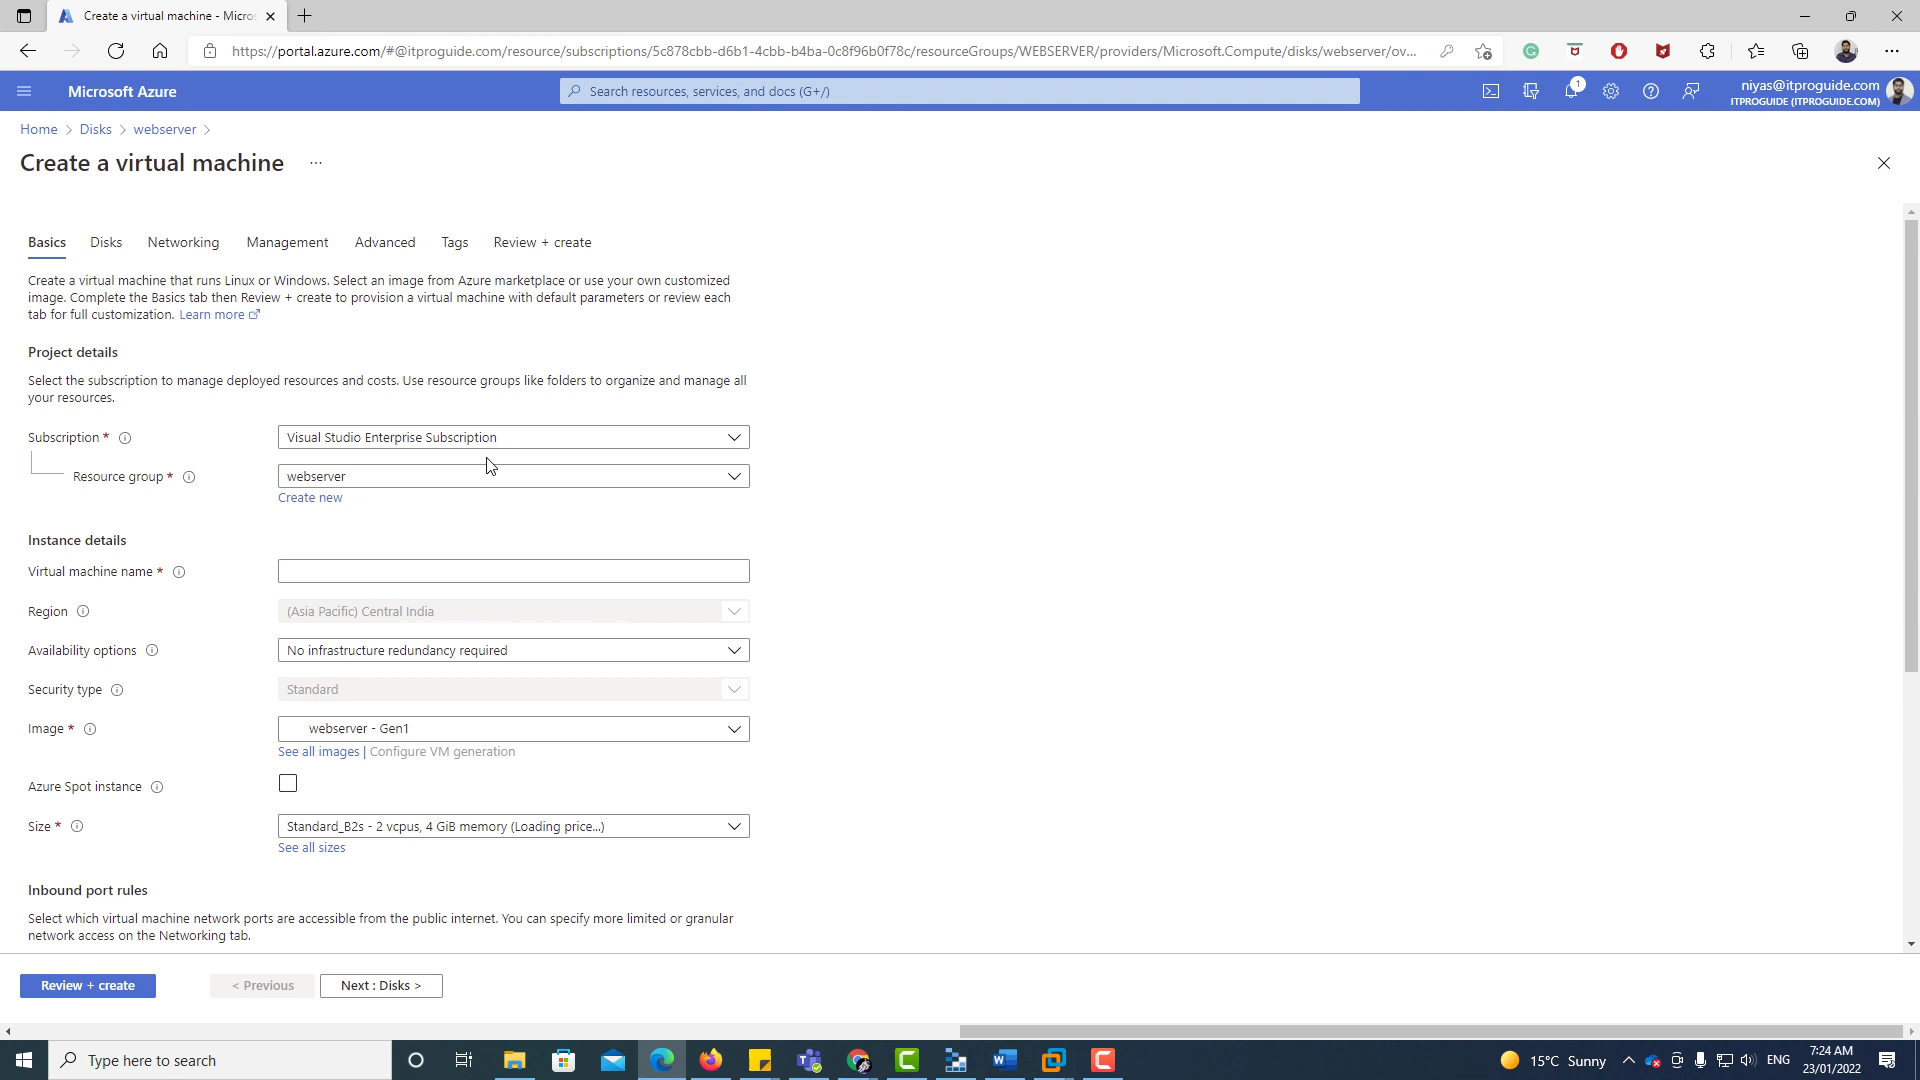 Create a virtual machine - Micros
https://portal.azure.com/#@itproguide.com/resource/subscriptions/5c878cbb-d6b1-4cbb-b4ba-0c8f96b0f78c/resourceGroups/WEBSERVER/providers/Microsoft.Compute/disks/webserver/ov...
Microsoft Azure
Search resources, services, and docs (G+/)
1
niyas@itproguide.com
ITPROGUIDE (ITPROGUIDE.COM)
Home > Disks > webserver >
Create a virtual machine ...
Basics Disks Networking Management Advanced Tags Review + create
Create a virtual machine that runs Linux or Windows. Select an image from Azure marketplace or use your own customized
image. Complete the Basics tab then Review + create to provision a virtual machine with default parameters or review each
tab for full customization. Learn more
Project details
Select the subscription to manage deployed resources and costs. Use resource groups like folders to organize and manage all
your resources.
Subscription *
Visual Studio Enterprise Subscription
Resource group *
webserver
Create new
Instance details
Virtual machine name *
Region
(Asia Pacific) Central India
Availability options
No infrastructure redundancy required
Security type
Standard
Image *
webserver - Gen1
See all images | Configure VM generation
Azure Spot instance
Size *
Standard_B2s - 2 vcpus, 4 GiB memory (Loading price...)
See all sizes
Inbound port rules
Select which virtual machine network ports are accessible from the public internet. You can specify more limited or granular
network access on the Networking tab.
Review + create
< Previous
Next : Disks >
Type here to search
15°C Sunny
ENG
7:24 AM
23/01/2022